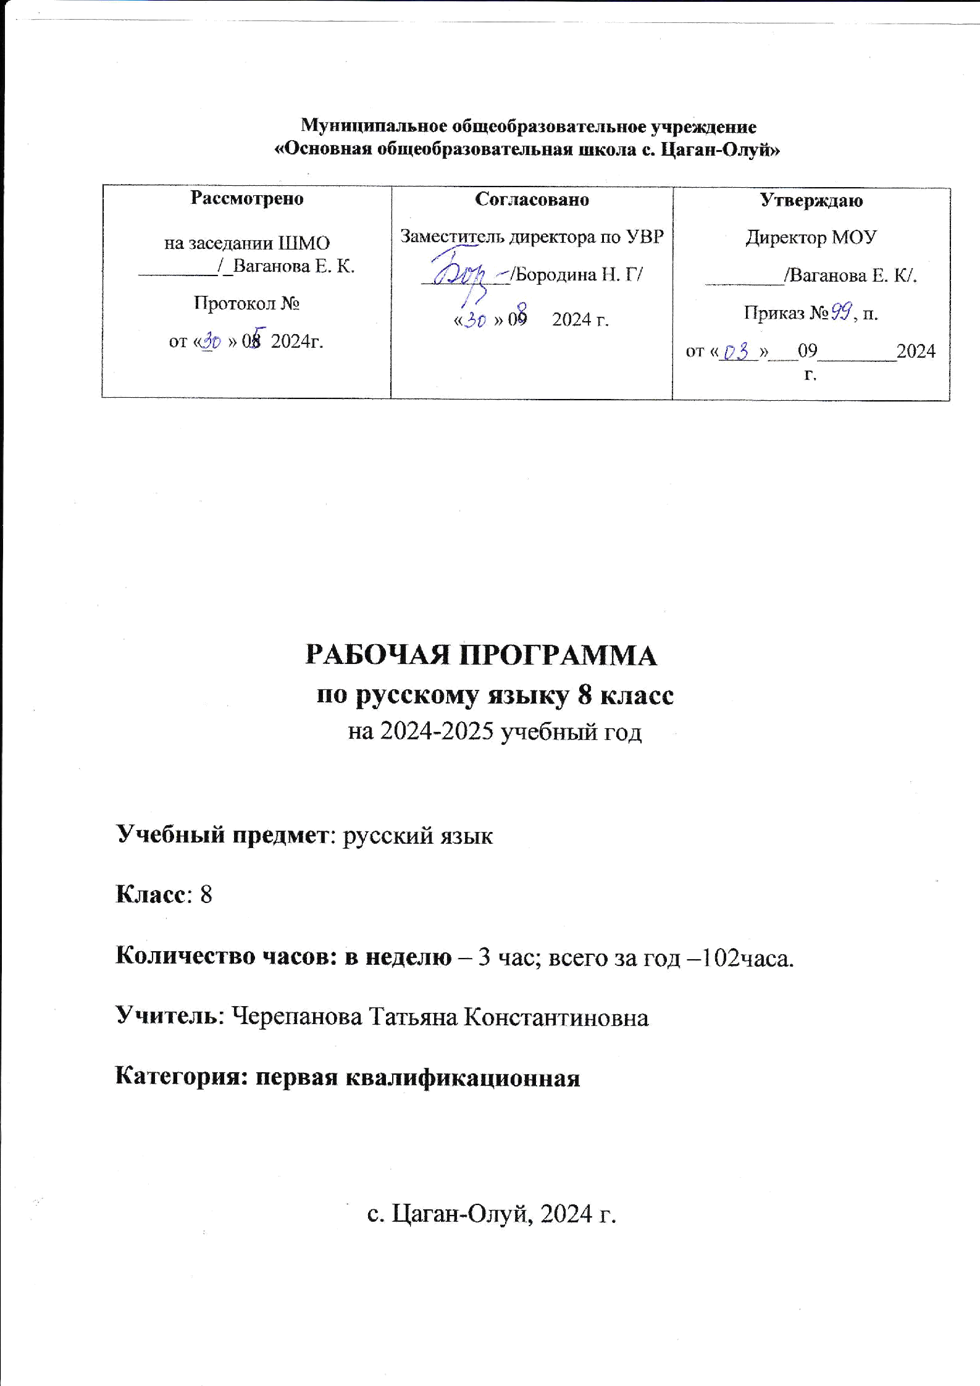 Муниципальное общеобразовательное учреждение
«Основная общеобразовательная школа с. Цаган-Олуй»
Рассмотрено
на заседании ШМО
________/_Ваганова Е. К.
Протокол №
от «30» 08 2024г.
Согласовано
Заместитель директора по УВР
_________/Бородина Н. Г/
«30» 08 2024 г.
Утверждаю
Директор МОУ
________/Ваганова Е. К/.
Приказ №99, п.
от «03»___09________2024
г.
РАБОЧАЯ ПРОГРАММА
по русскому языку 8 класс
на 2024-2025 учебный год
Учебный предмет: русский язык
Класс: 8
Количество часов: в неделю – 3 час; всего за год –102часа.
Учитель: Черепанова Татьяна Константиновна
Категория: первая квалификационная
с. Цаган-Олуй, 2024 г.